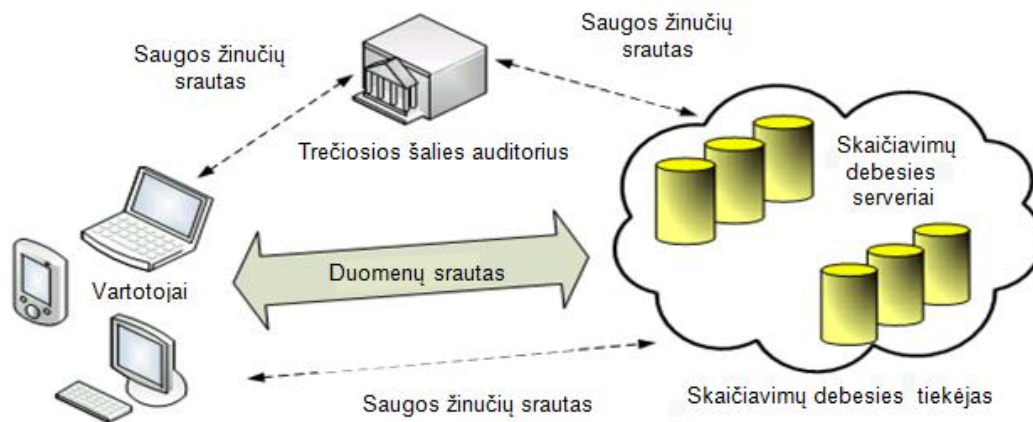 Saugos žinučių
srautas
Saugos žinučių
srautas
Trečiosios šalies auditorius
Skaičiavimų
debesies
serveriai
Duomenų srautas
Vartotojai
Saugos žinučių srautas
Skaičiavimų debesies tiekėjas